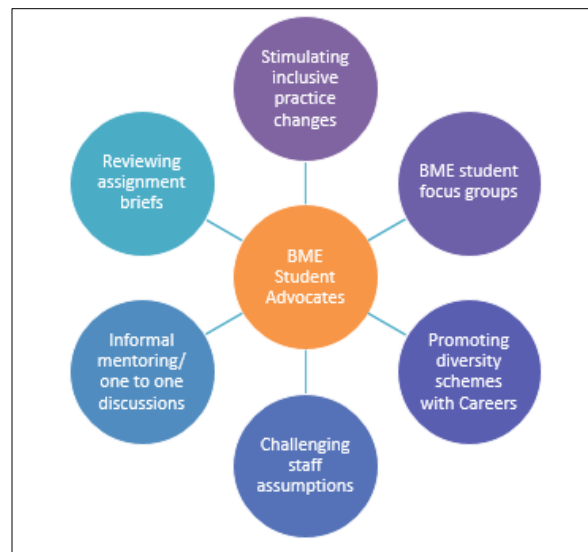 Stimulating
inclusive
practice
changes
BME student
focus groups
Promoting
diversity
schemes
with Careers
Challenging
staff
assumptions
Informal
mentoring/
one to one
discussions
Reviewing
assignment
briefs
BME
Student
Advocates